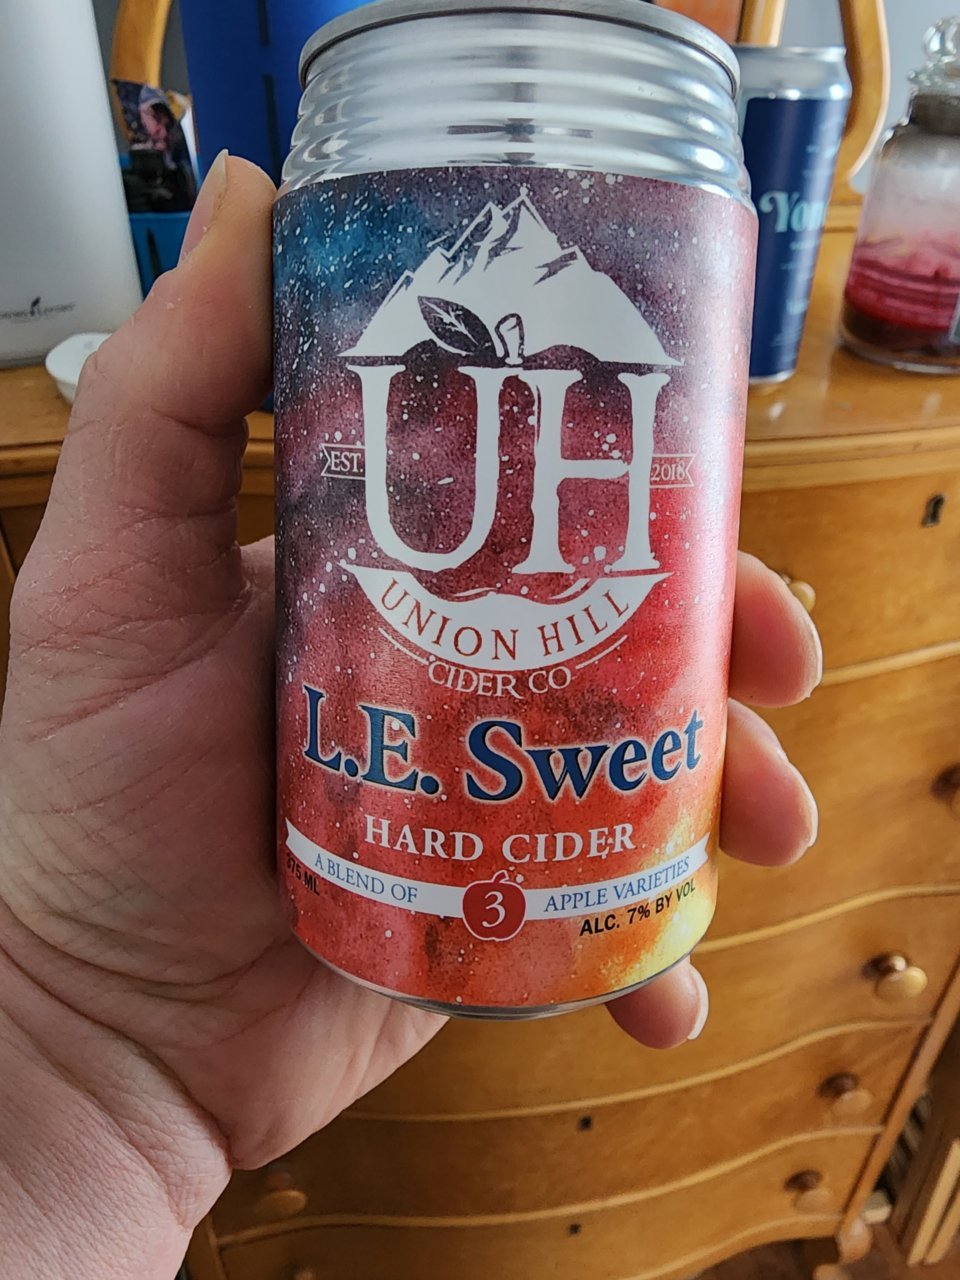 UH
EST.
2018
UNION HILL
CIDER CO
L.E. Sweet
HARD CIDER
A BLEND OF
3
APPLE VARIETIES
375 ML
ALC. 7% BY VOL